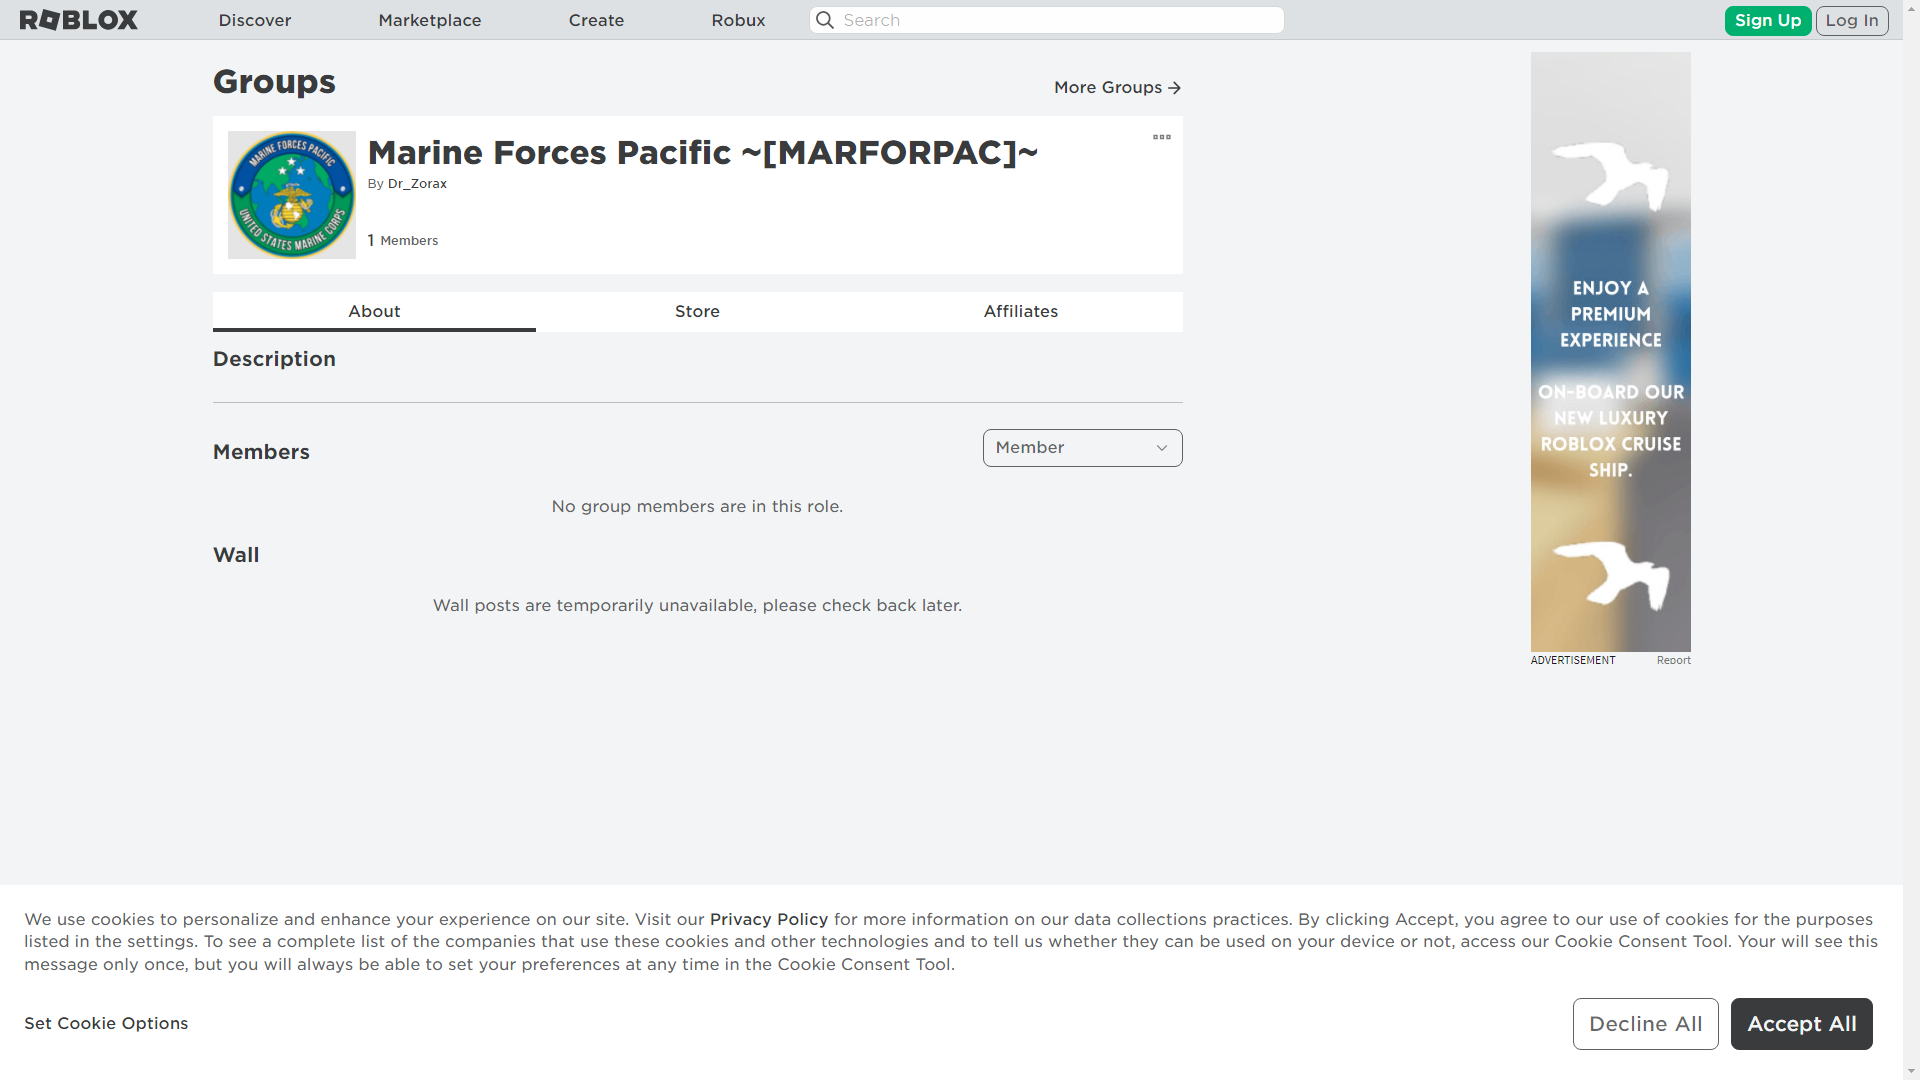 ROBLOX
Discover
Marketplace
Create
Robux
Search
Sign Up
Log In
Groups
More Groups
MARINE FORCES PACIFIC
UNITED STATES MARINE CORPS
Marine Forces Pacific ~[MARFORPAC]~
By Dr_Zorax
1 Members
About
Store
Affiliates
Description
Members
Member
No group members are in this role.
Wall
Wall posts are temporarily unavailable, please check back later.
ENJOY A
PREMIUM
EXPERIENCE
ON-BOARD OUR
NEW LUXURY
ROBLOX CRUISE
SHIP.
ADVERTISEMENT
Report
We use cookies to personalize and enhance your experience on our site. Visit our Privacy Policy for more information on our data collections practices. By clicking Accept, you agree to our use of cookies for the purposes
listed in the settings. To see a complete list of the companies that use these cookies and other technologies and to tell us whether they can be used on your device or not, access our Cookie Consent Tool. Your will see this
message only once, but you will always be able to set your preferences at any time in the Cookie Consent Tool.
Set Cookie Options
Decline All
Accept All